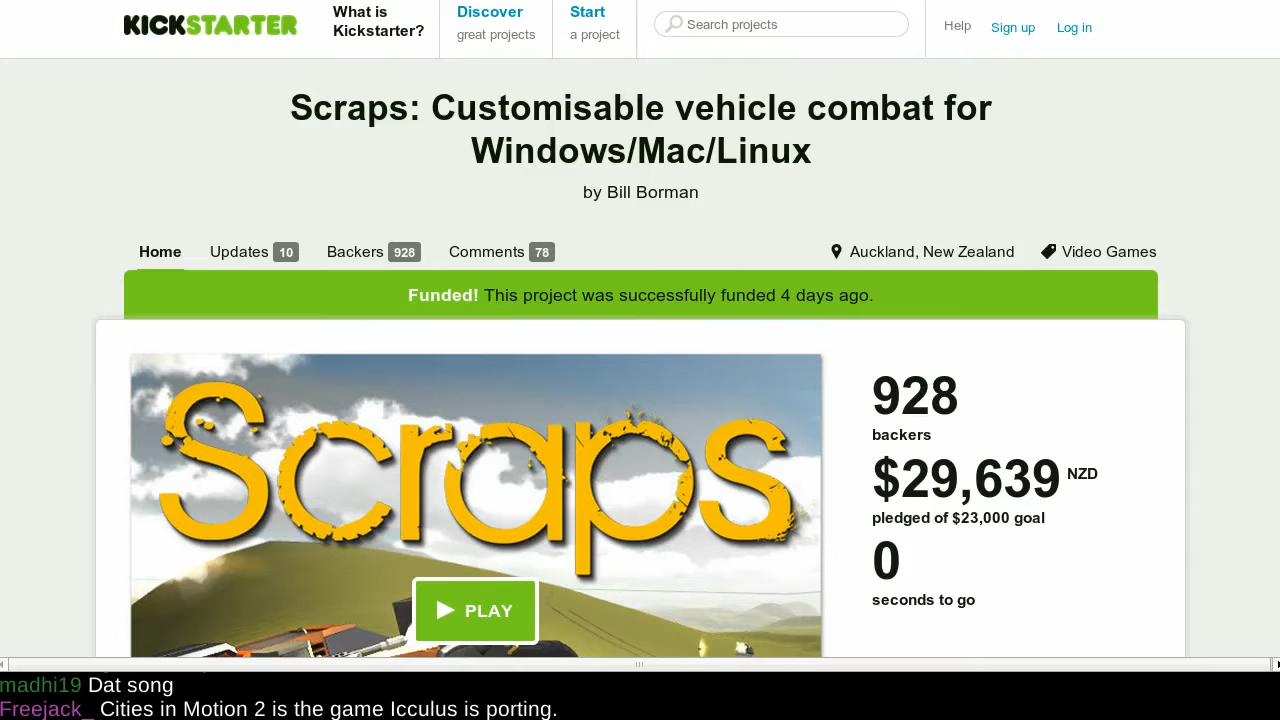 KICKSTARTER
What is
Kickstarter?
Discover
great projects
Start
a project
Search projects
Help
Sign up
Log in
Scraps: Customisable vehicle combat for
Windows/Mac/Linux
by Bill Borman
Home
Updates 10
Backers 928
Comments 78
Auckland, New Zealand
Video Games
Funded! This project was successfully funded 4 days ago.
Scraps
PLAY
928
backers
$29,639 NZD
pledged of $23,000 goal
0
seconds to go
madhi19 Dat song
Freejack_ Cities in Motion 2 is the game Icculus is porting.